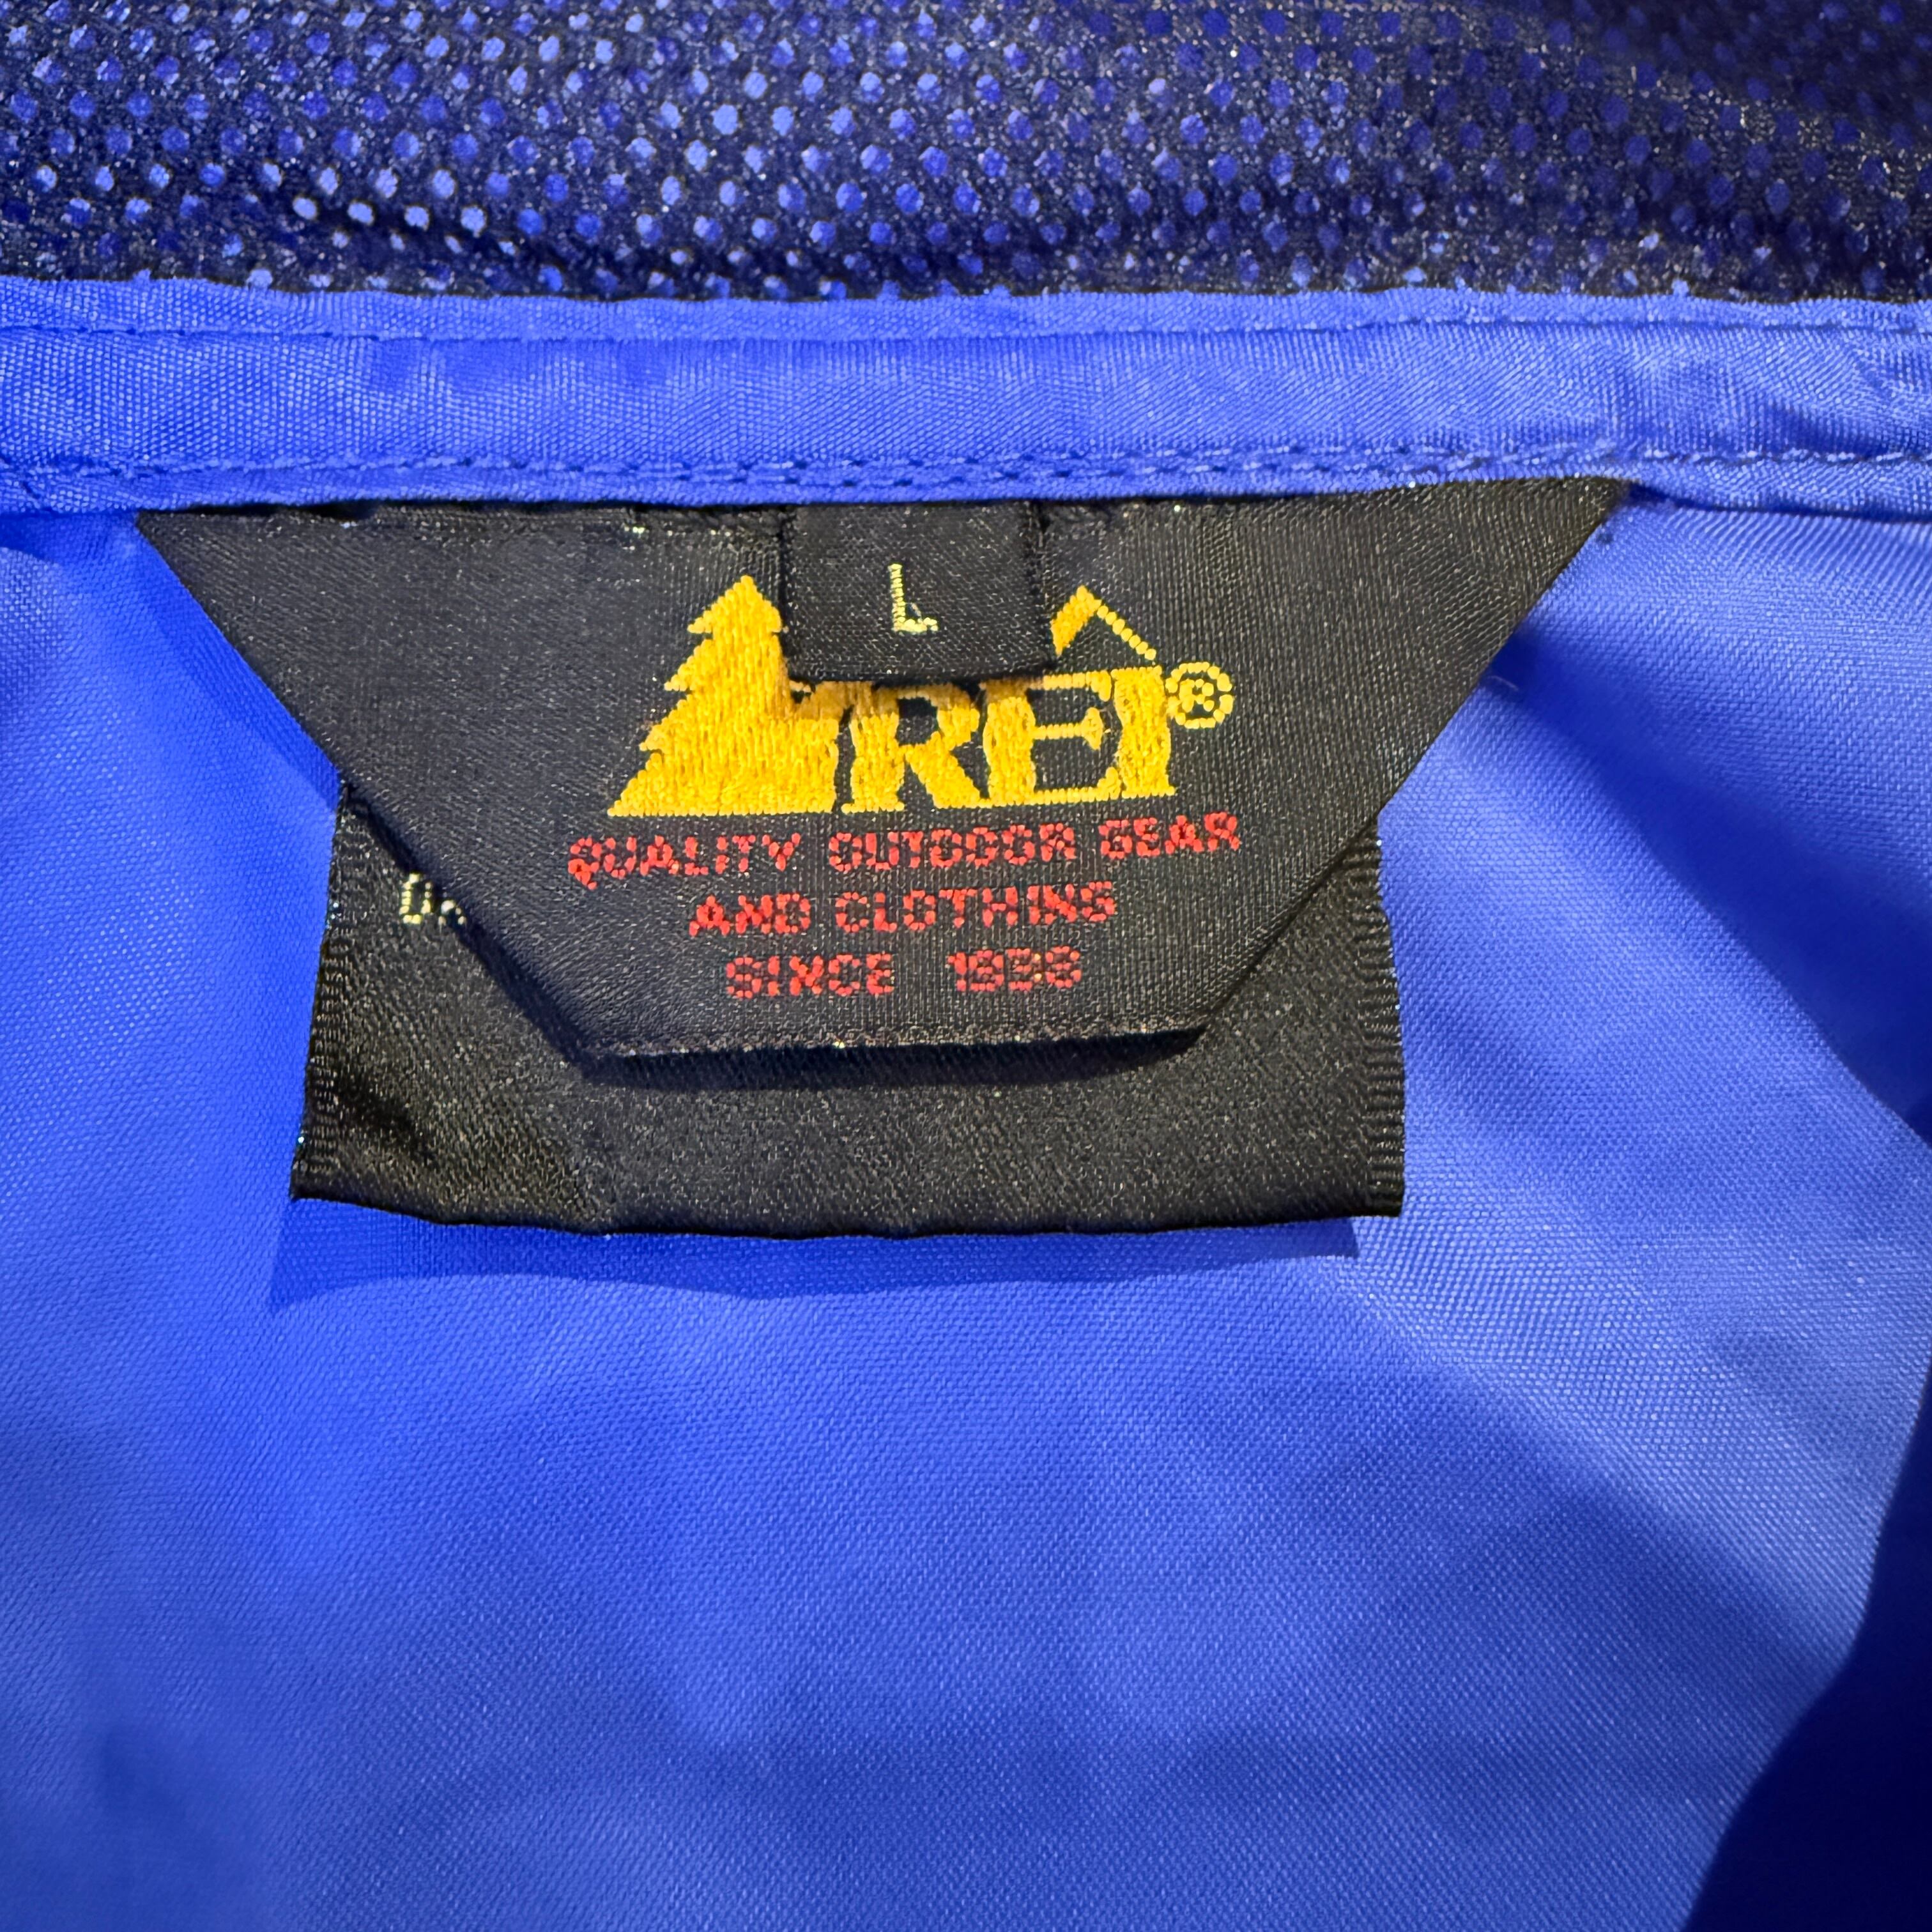 L
REI®
QUALITY OUTDOOR GEAR
AND CLOTHING
SINCE 1938